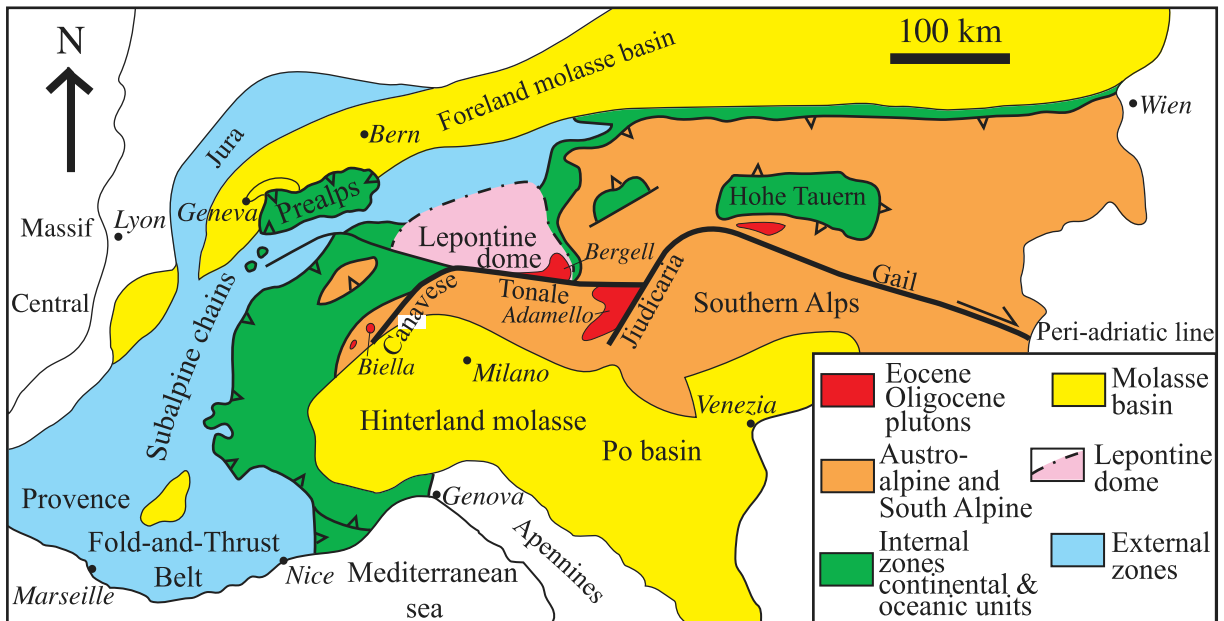 N
100 km
Foreland molasse basin
Wien
Bern
Jura
Geneva
Prealps
Hohe Tauern
Massif
Lyon
Central
Lepontine
dome
Bergell
Subalpine chains
Canavese
Tonale
Adamello
Jiudicaria
Southern Alps
Gail
Peri-adriatic line
Biella
Milano
Hinterland molasse
Venezia
Po basin
Provence
Genova
Apennines
Fold-and-Thrust
Belt
Nice
Marseille
Mediterranean
sea
Eocene
Oligocene
plutons
Molasse
basin
Austro-
alpine and
South Alpine
Lepontine
dome
Internal
zones
continental &
oceanic units
External
zones